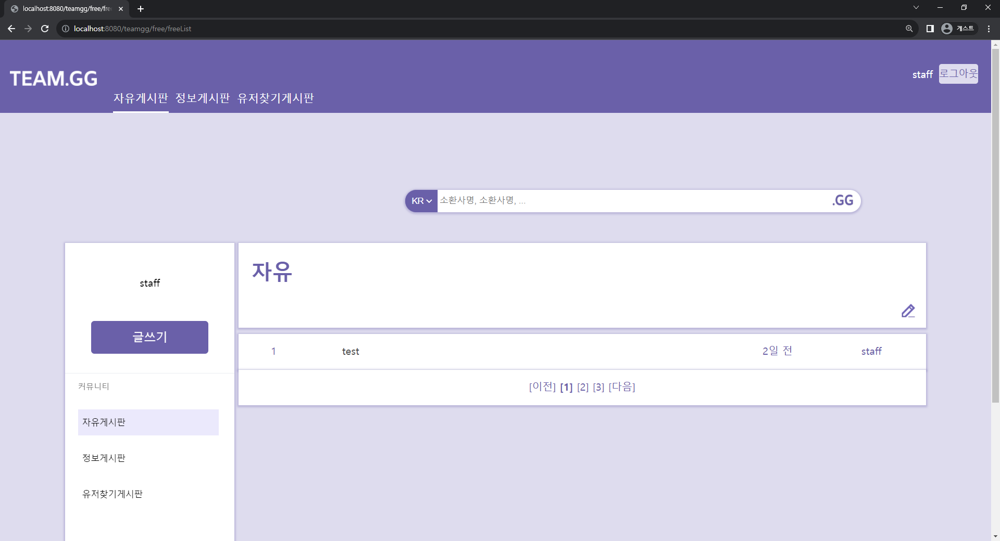 localhost:8080/teamgg/free/fre
localhost:8080/teamgg/free/freeList
게스트
TEAM.GG
staff 로그아웃
자유게시판 정보게시판 유저찾기게시판
KR 소환사명, 소환사명, ... .GG
자유
staff
글쓰기
1 test 2일 전 staff
[이전] [1] [2] [3] [다음]
커뮤니티
자유게시판
정보게시판
유저찾기게시판